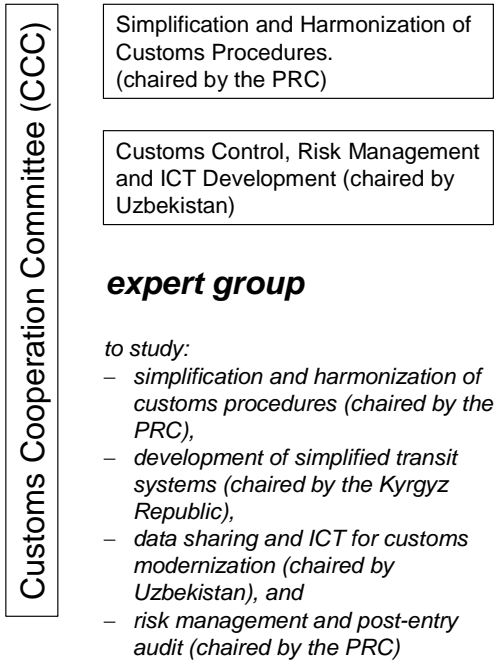 Customs Cooperation Committee (CCC)
Simplification and Harmonization of
Customs Procedures.
(chaired by the PRC)
Customs Control, Risk Management
and ICT Development (chaired by
Uzbekistan)
expert group
to study:
− simplification and harmonization of
customs procedures (chaired by the
PRC),
− development of simplified transit
systems (chaired by the Kyrgyz
Republic),
− data sharing and ICT for customs
modernization (chaired by
Uzbekistan), and
− risk management and post-entry
audit (chaired by the PRC)